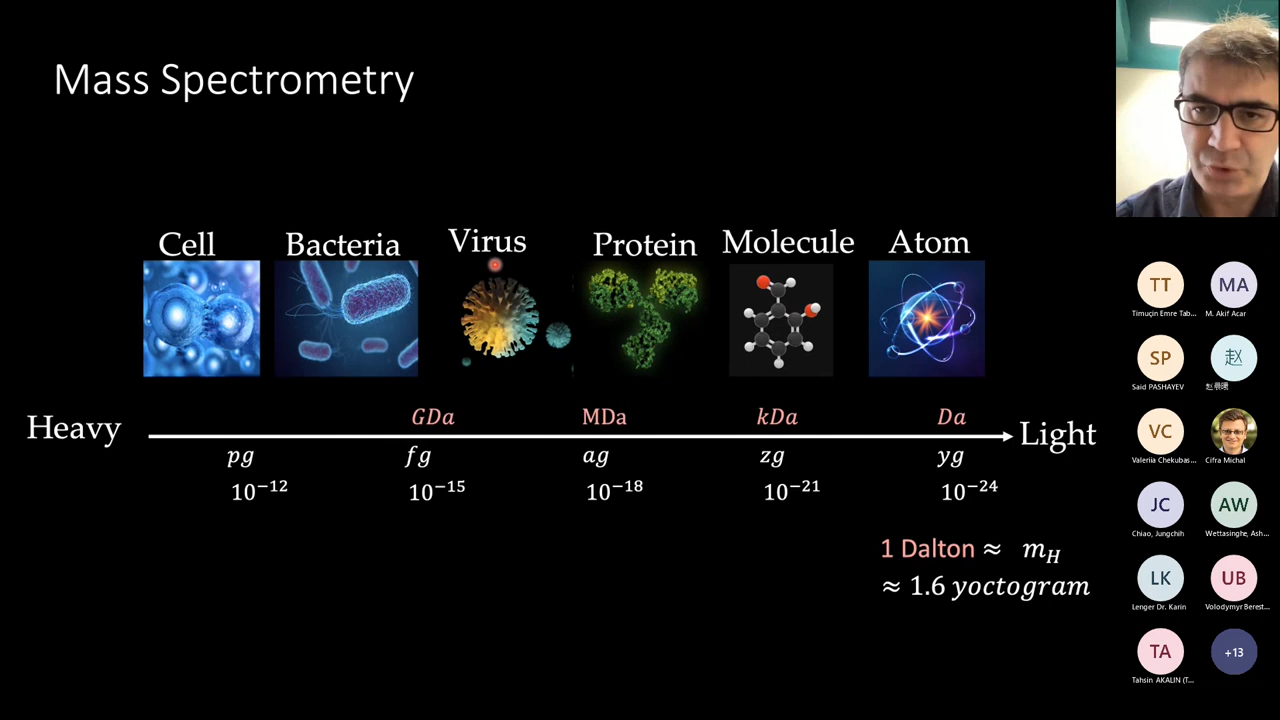 Mass Spectrometry
Cell Bacteria Virus Protein Molecule Atom
GDa MDa kDa Da
Heavy Light
pg fg ag zg yg
10⁻¹² 10⁻¹⁵ 10⁻¹⁸ 10⁻²¹ 10⁻²⁴
1 Dalton ≈ m_H
≈ 1.6 yoctogram
TT MA
Timuçin Emre Tab... M. Akif Acar
SP 赵
Said PASHAYEV 赵晨曦
VC
Valeriia Chekubas... Cifra Michal
JC AW
Chiao, Jungchih Wettasinghe, Ash...
LK UB
Lenger Dr. Karin Volodymyr Berest...
TA +13
Tahsin AKALIN (T...